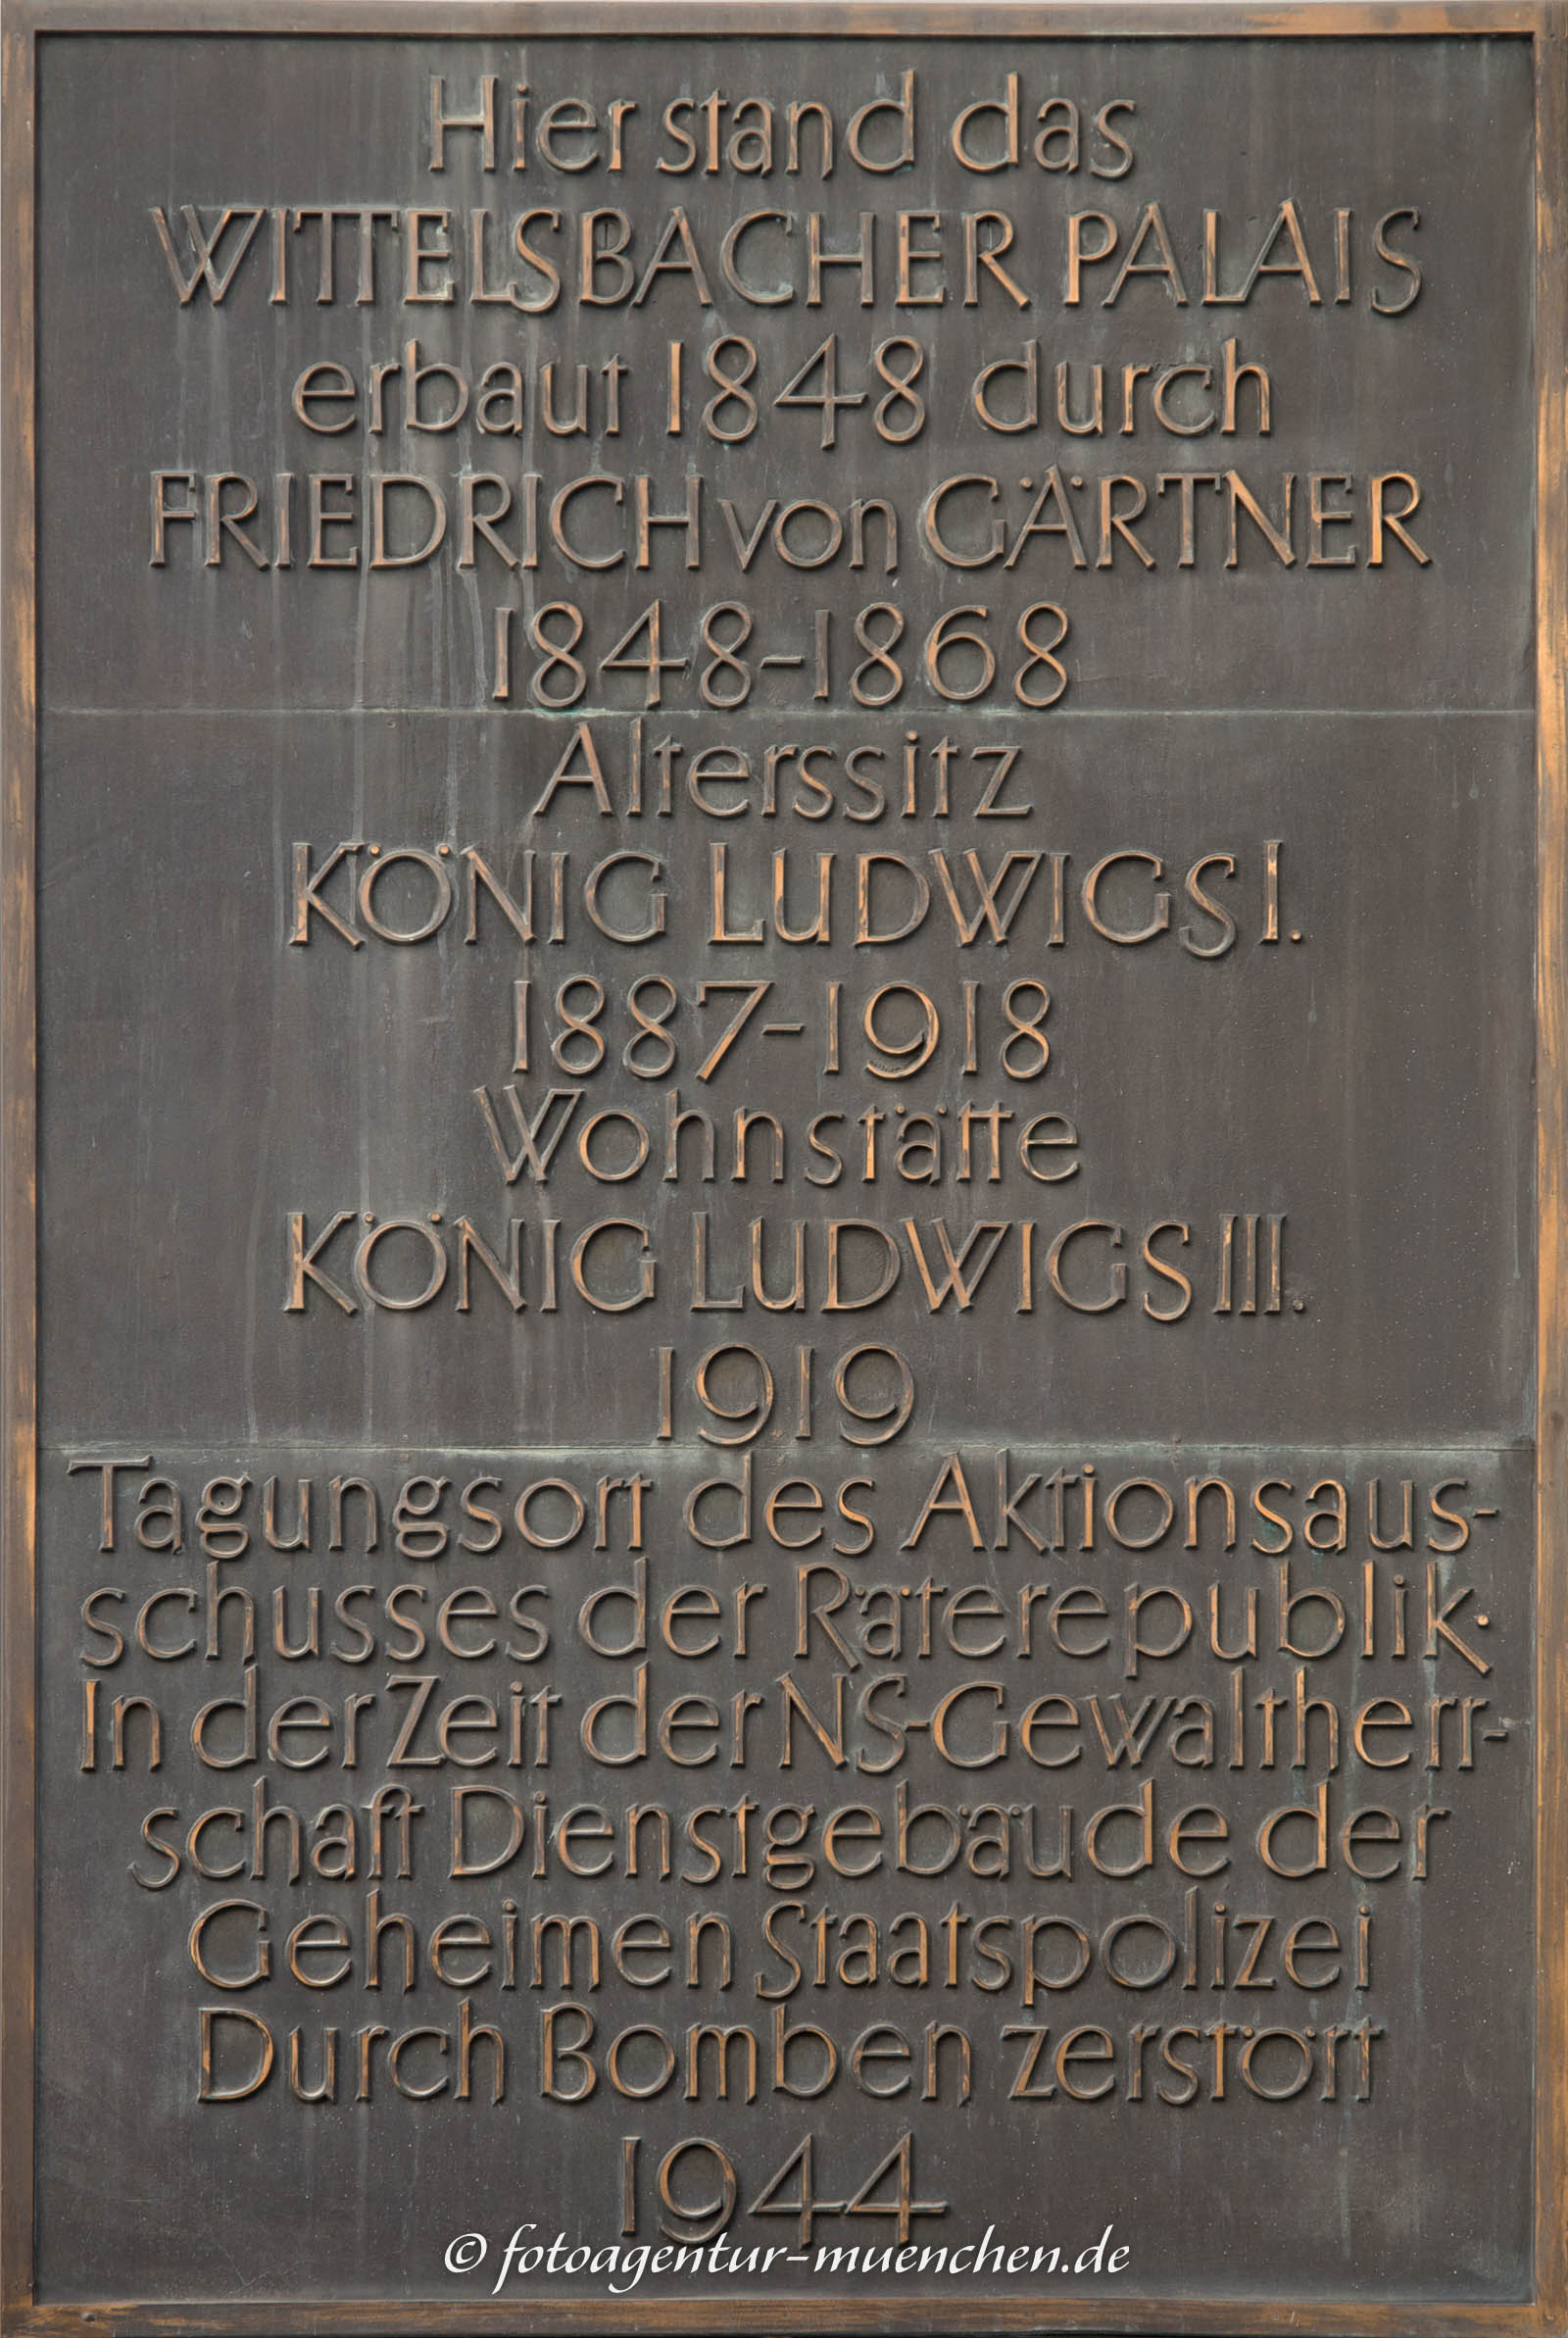 Hier stand das
WITTELSBACHER PALAIS
erbaut 1848 durch
FRIEDRICH von GÄRTNER
1848-1868
Alterssitz
KÖNIG LUDWIGS I.
1887-1918
Wohnstätte
KÖNIG LUDWIGS III.
1919
Tagungsort des Aktionsaus-
schusses der Räterepublik·
In der Zeit der NS-Gewaltherr-
schaft Dienstgebäude der
Geheimen Staatspolizei
Durch Bomben zerstört
1944
© fotoagentur-muenchen.de